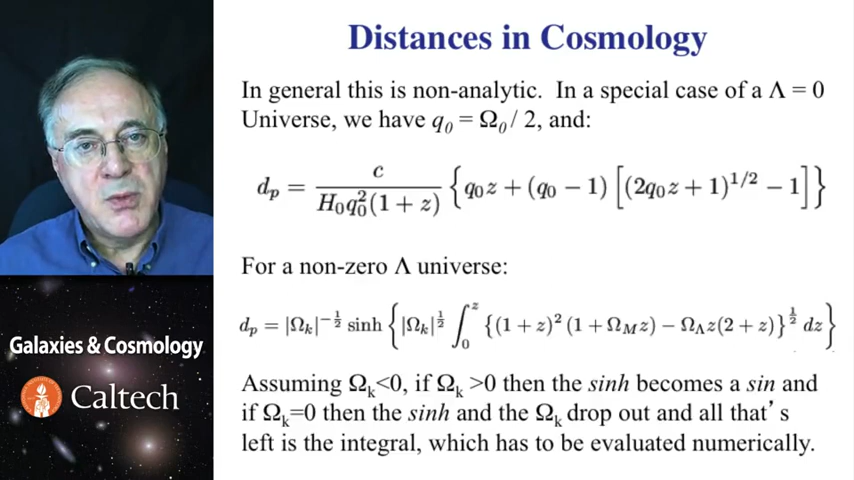 Distances in Cosmology
In general this is non-analytic. In a special case of a Λ = 0
Universe, we have q₀ = Ω₀ / 2, and:
d_p = c / (H₀q₀²(1 + z)) {q₀z + (q₀ − 1) [(2q₀z + 1)^{1/2} − 1]}
For a non-zero Λ universe:
d_p = |Ω_k|^{−1/2} sinh {|Ω_k|^{1/2} ∫₀^z {(1 + z)² (1 + Ω_M z) − Ω_Λ z(2 + z)}^{1/2} dz}
Assuming Ω_k<0, if Ω_k >0 then the sinh becomes a sin and
if Ω_k=0 then the sinh and the Ω_k drop out and all that's
left is the integral, which has to be evaluated numerically.
Galaxies & Cosmology
Caltech